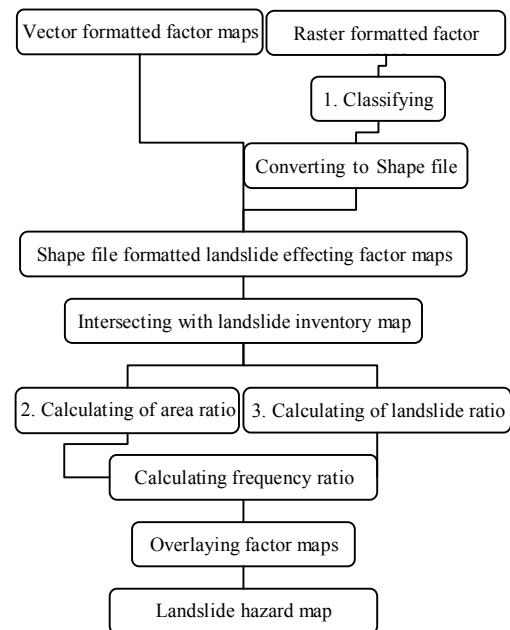 Vector formatted factor maps
Raster formatted factor
1. Classifying
Converting to Shape file
Shape file formatted landslide effecting factor maps
Intersecting with landslide inventory map
2. Calculating of area ratio
3. Calculating of landslide ratio
Calculating frequency ratio
Overlaying factor maps
Landslide hazard map